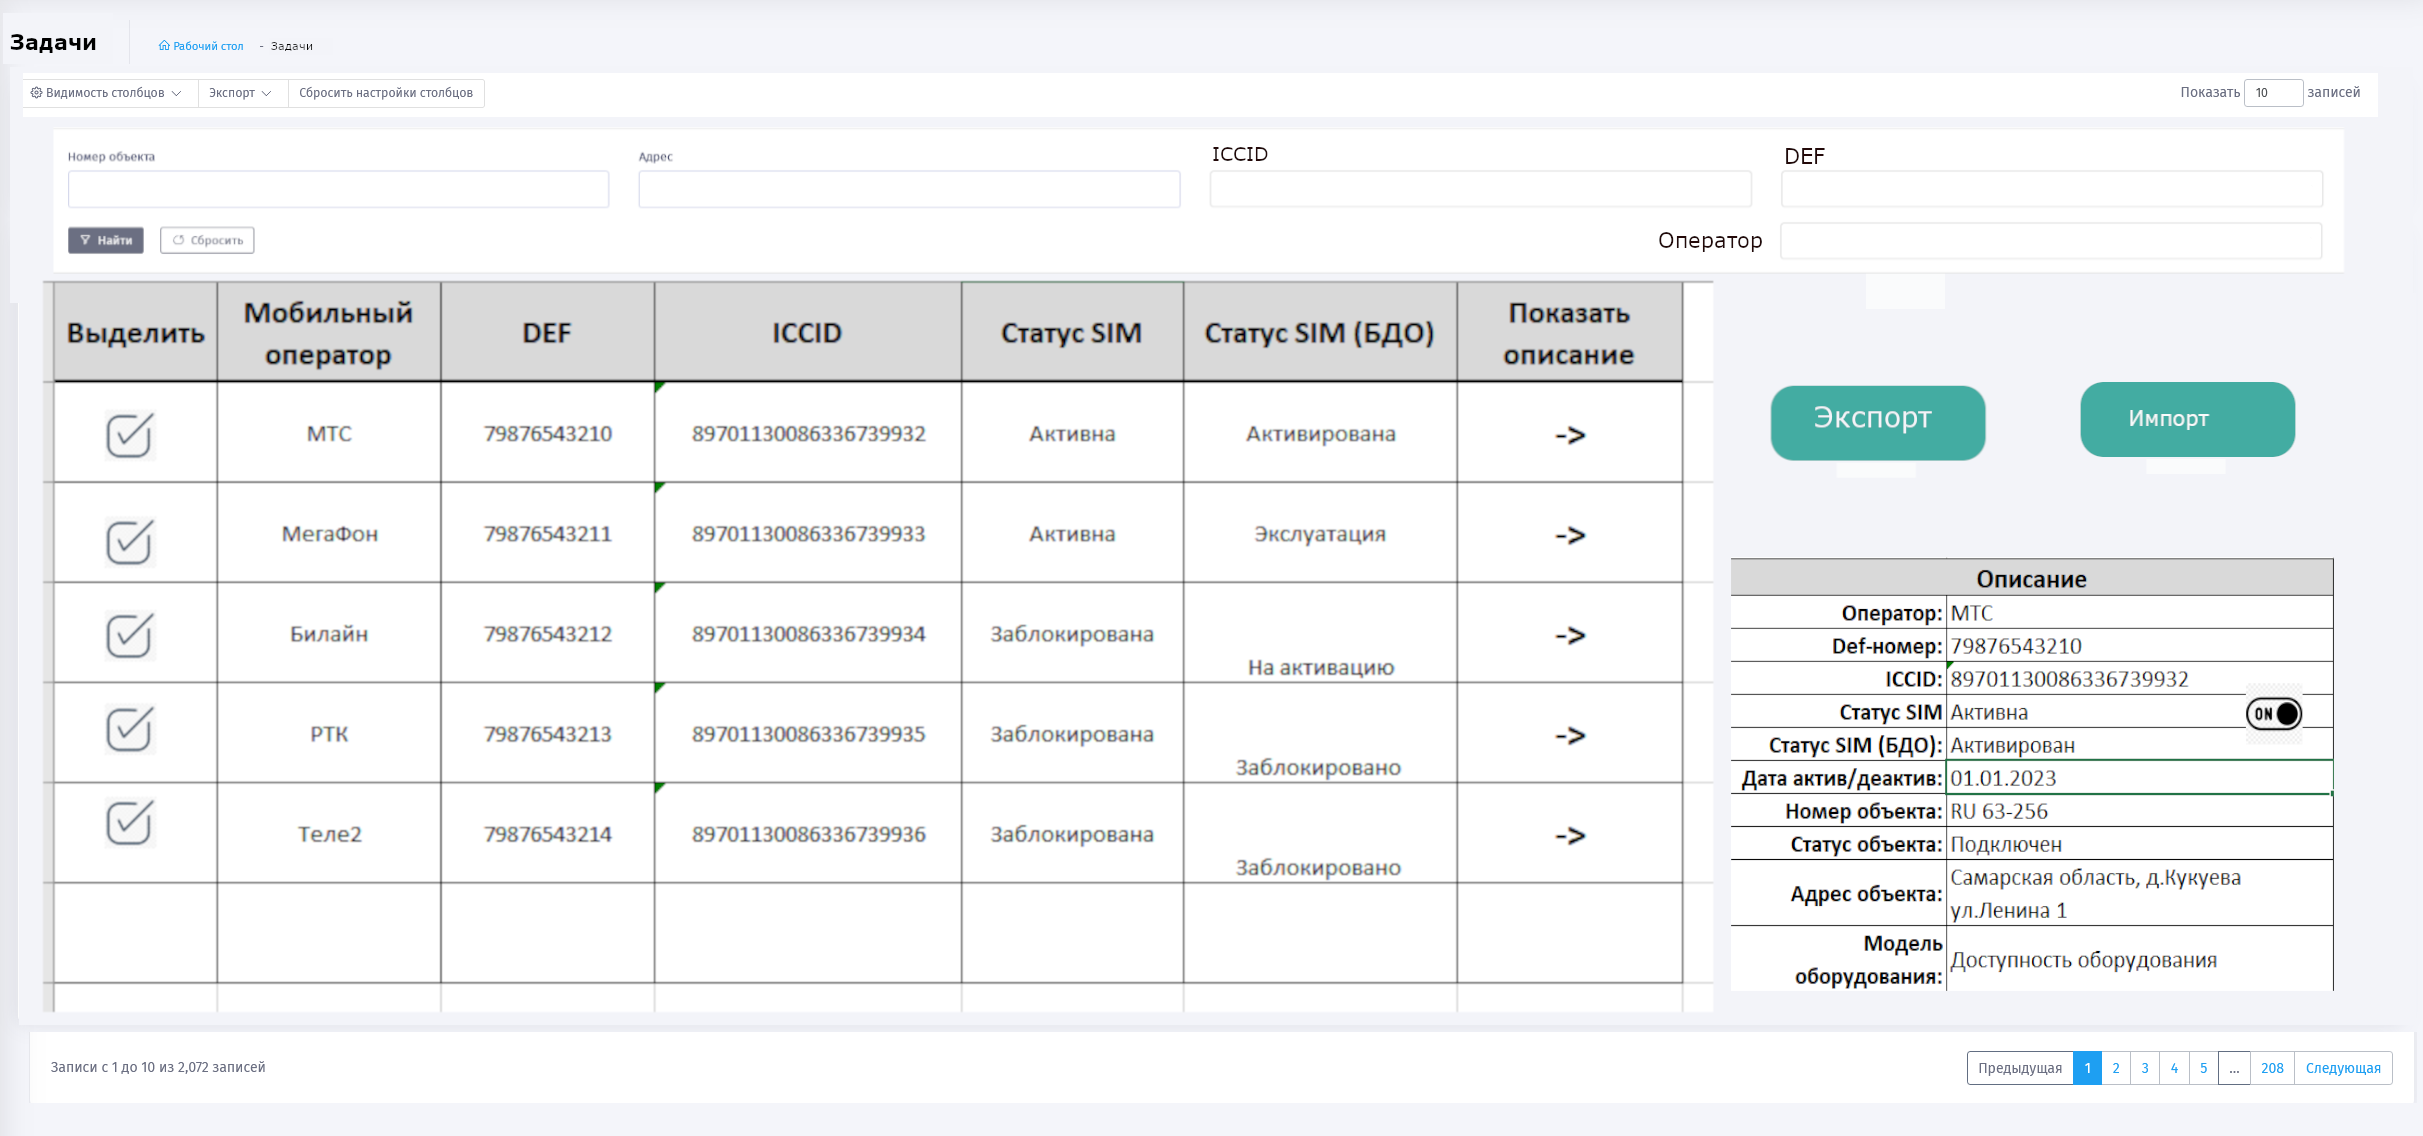 Задачи
Рабочий стол - Задачи
Видимость столбцов
Экспорт
Сбросить настройки столбцов
Показать 10 записей
Номер объекта
Адрес
ICCID
DEF
Найти
Сбросить
Оператор
Выделить Мобильный оператор DEF ICCID Статус SIM Статус SIM (БДО) Показать описание
МТС 79876543210 89701130086336739932 Активна Активирована ->
МегаФон 79876543211 89701130086336739933 Активна Экслуатация ->
Билайн 79876543212 89701130086336739934 Заблокирована На активацию ->
РТК 79876543213 89701130086336739935 Заблокирована Заблокировано ->
Теле2 79876543214 89701130086336739936 Заблокирована Заблокировано ->
Экспорт
Импорт
Описание
Оператор: МТС
Def-номер: 79876543210
ICCID: 89701130086336739932
Статус SIM Активна
ON
Статус SIM (БДО): Активирован
Дата актив/деактив: 01.01.2023
Номер объекта: RU 63-256
Статус объекта: Подключен
Адрес объекта: Самарская область, д.Кукуева
ул.Ленина 1
Модель
оборудования: Доступность оборудования
Записи с 1 до 10 из 2,072 записей
Предыдущая 1 2 3 4 5 ... 208 Следующая